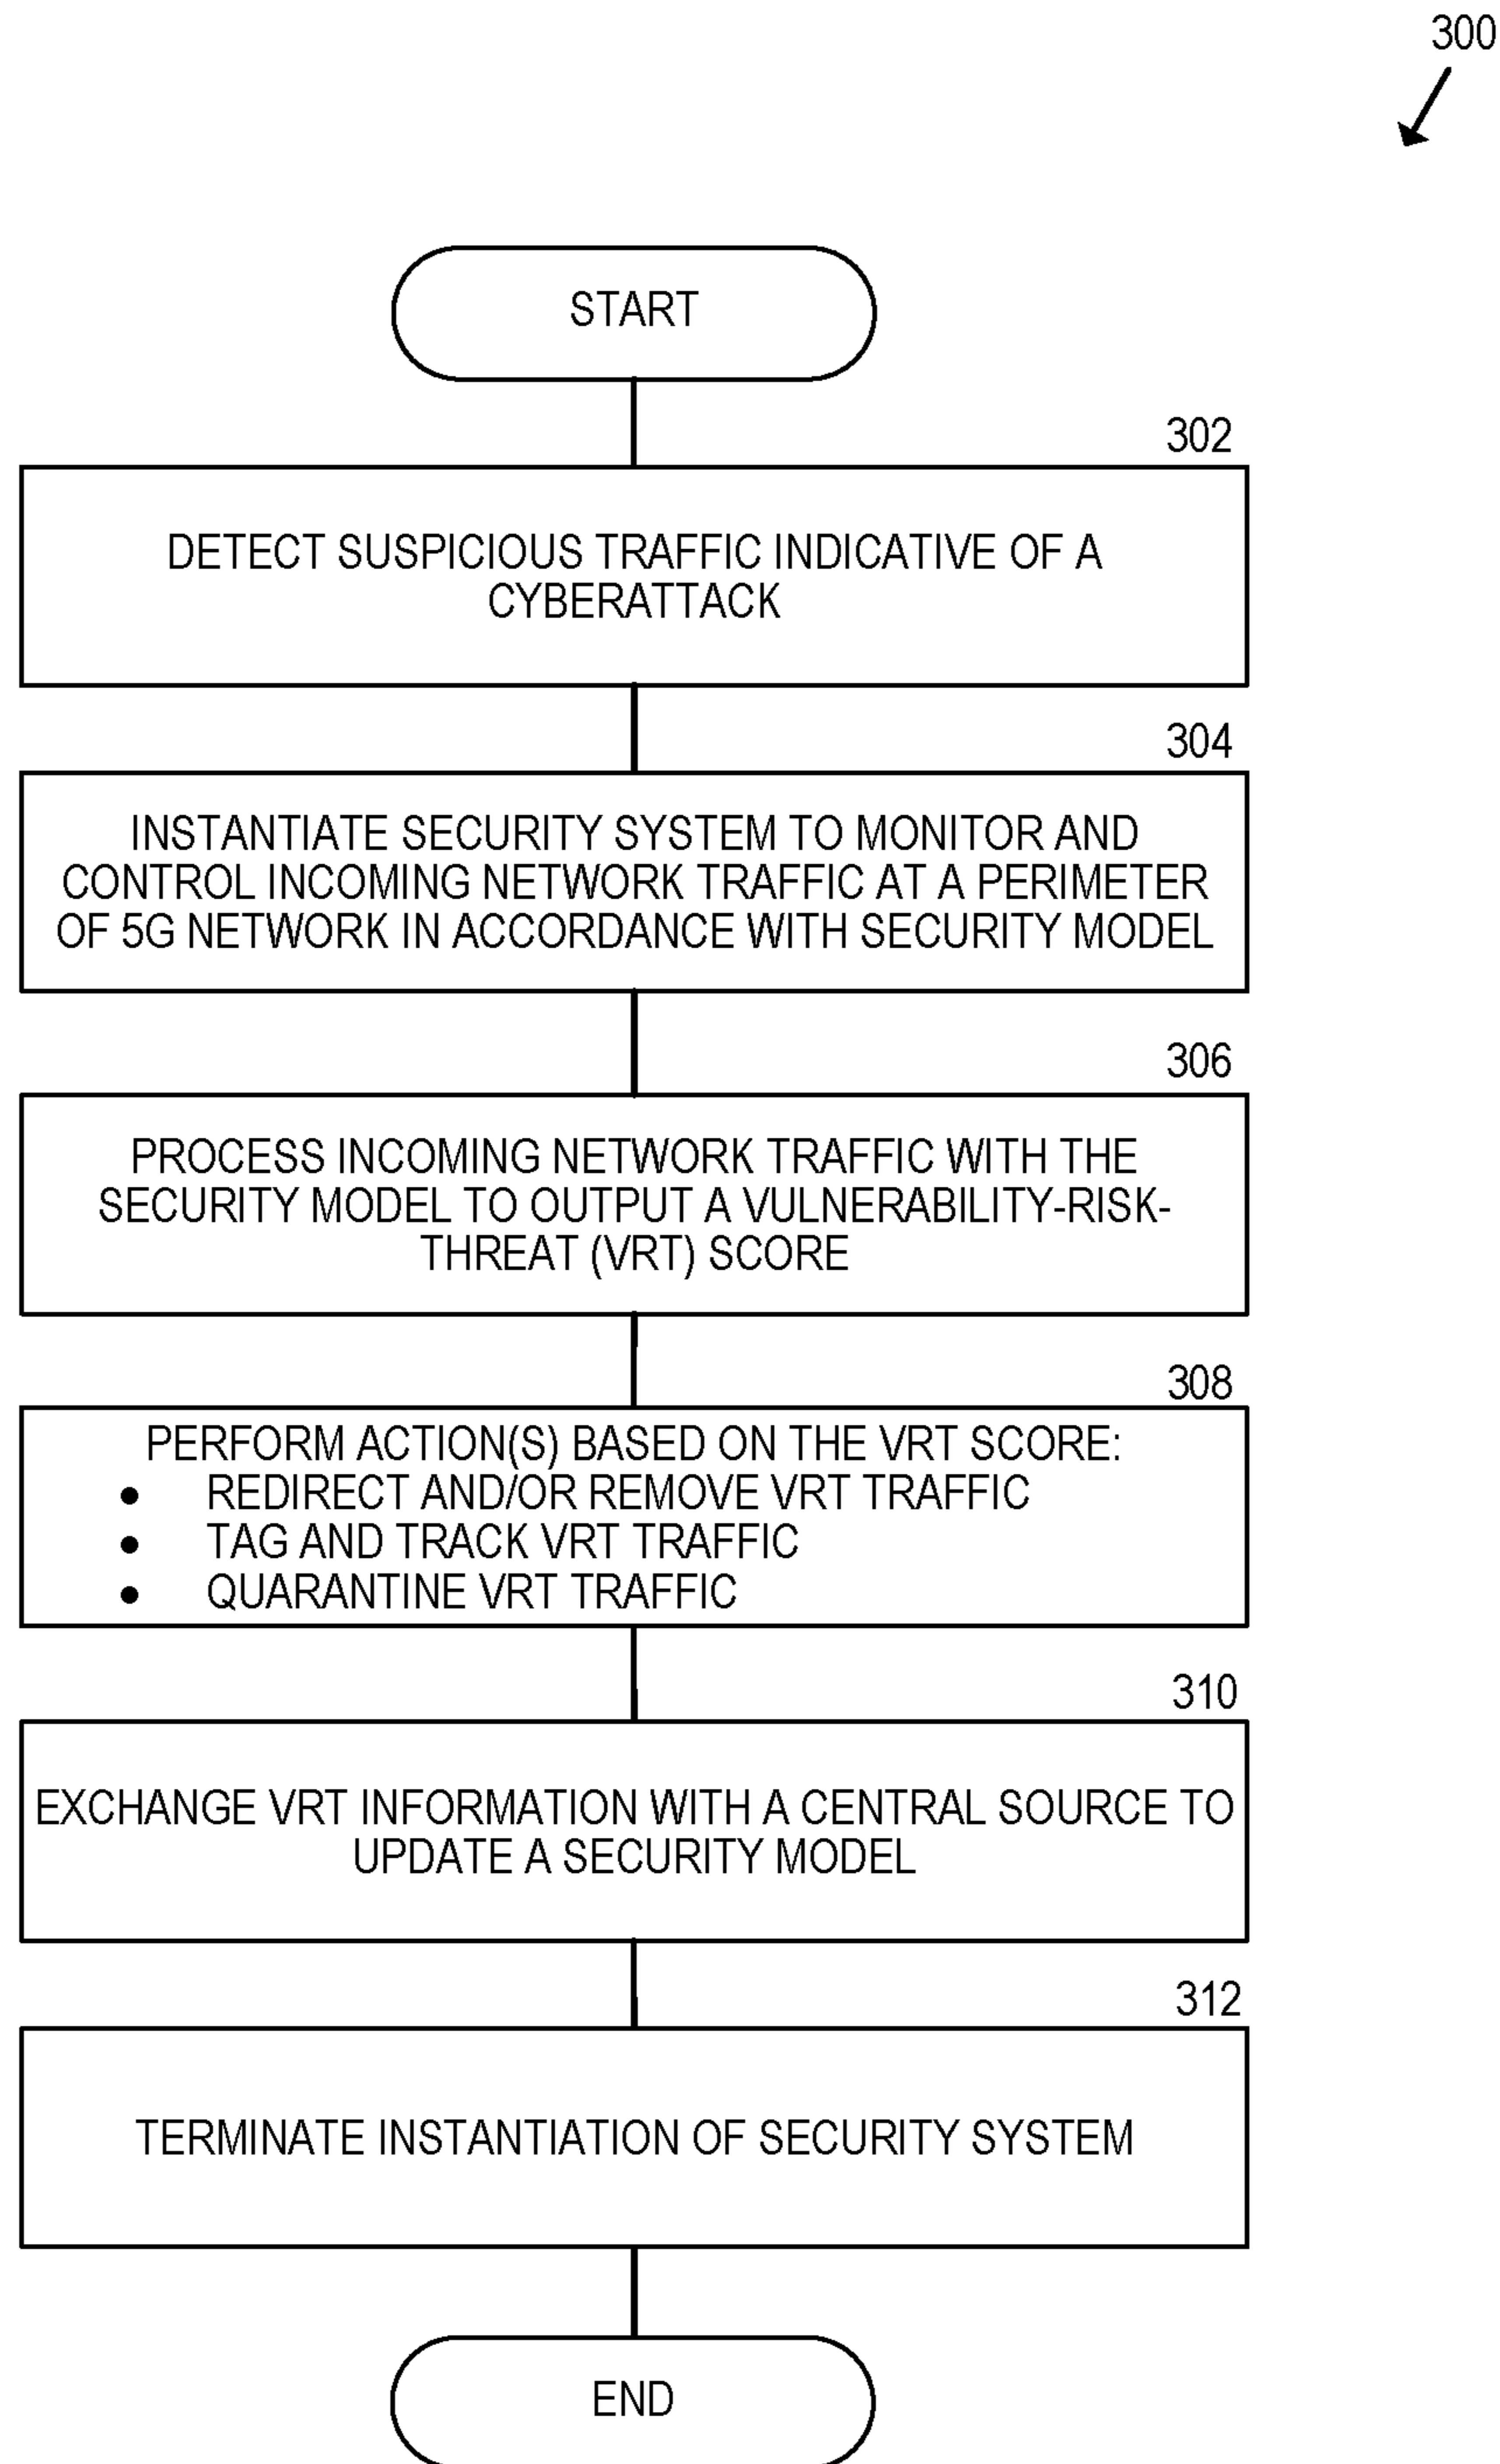 300
START
302
DETECT SUSPICIOUS TRAFFIC INDICATIVE OF A
CYBERATTACK
304
INSTANTIATE SECURITY SYSTEM TO MONITOR AND
CONTROL INCOMING NETWORK TRAFFIC AT A PERIMETER
OF 5G NETWORK IN ACCORDANCE WITH SECURITY MODEL
306
PROCESS INCOMING NETWORK TRAFFIC WITH THE
SECURITY MODEL TO OUTPUT A VULNERABILITY-RISK-
THREAT (VRT) SCORE
308
PERFORM ACTION(S) BASED ON THE VRT SCORE:
• REDIRECT AND/OR REMOVE VRT TRAFFIC
• TAG AND TRACK VRT TRAFFIC
• QUARANTINE VRT TRAFFIC
310
EXCHANGE VRT INFORMATION WITH A CENTRAL SOURCE TO
UPDATE A SECURITY MODEL
312
TERMINATE INSTANTIATION OF SECURITY SYSTEM
END